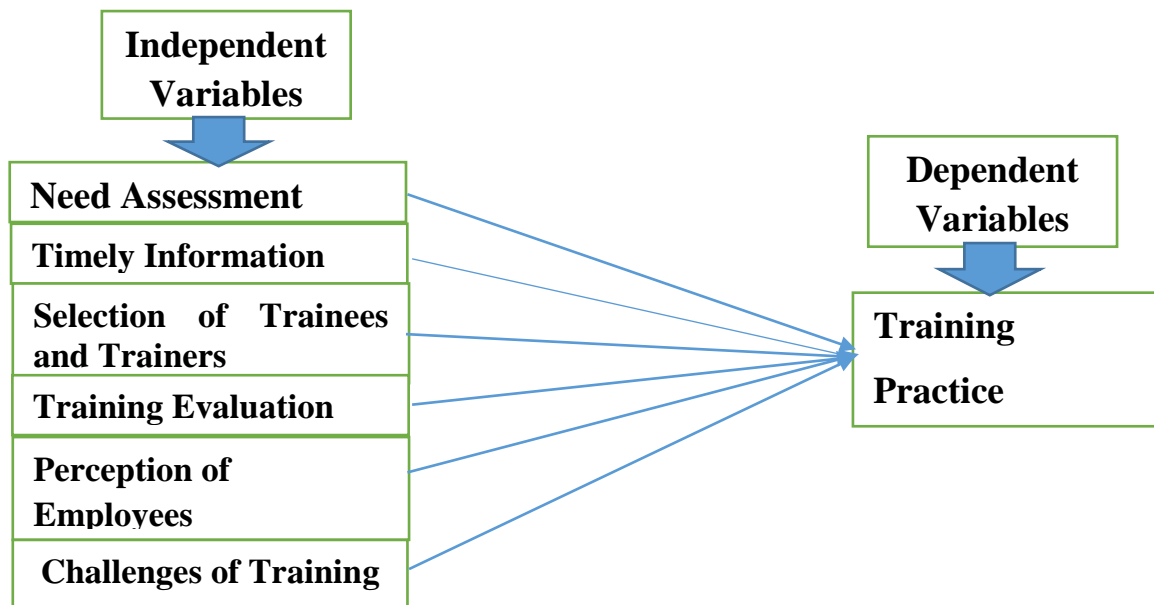 Independent
Variables
Need Assessment
Timely Information
Selection of Trainees
and Trainers
Training Evaluation
Perception of
Employees
Challenges of Training
Dependent
Variables
Training
Practice